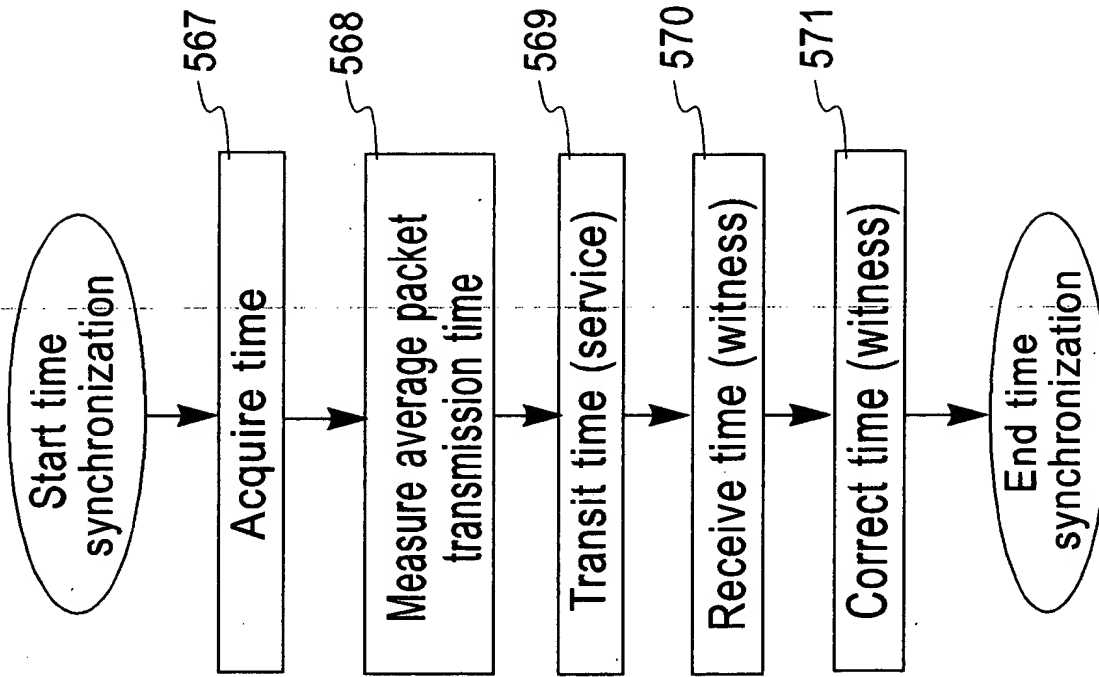 Start time
synchronization
567
Acquire time
568
Measure average packet
transmission time
569
Transit time (service)
570
Receive time (witness)
571
Correct time (witness)
End time
synchronization